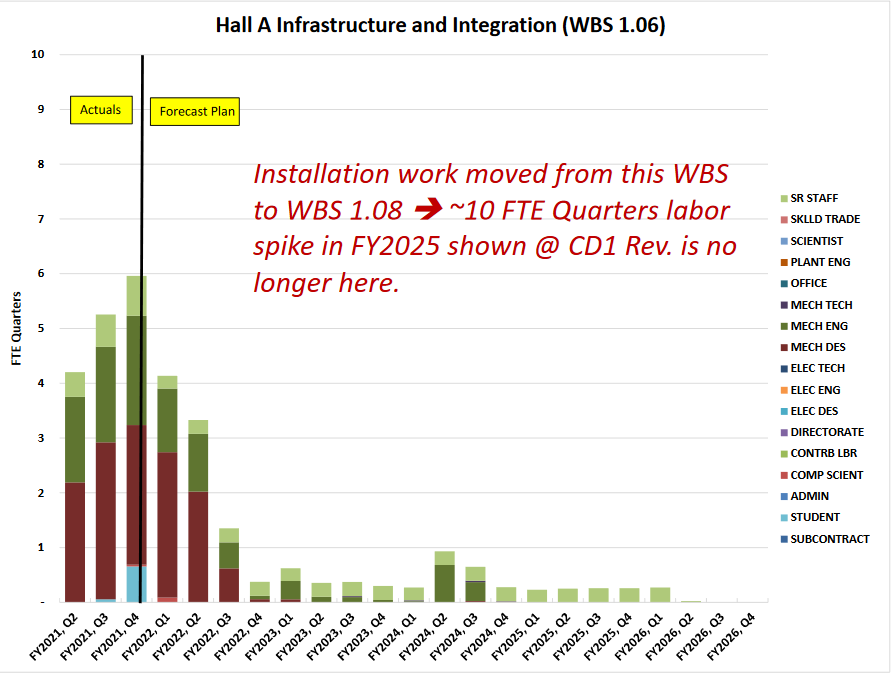 Hall A Infrastructure and Integration (WBS 1.06)
10
9
8
7
6
5
4
3
2
1
-
FTE Quarters
Actuals
Forecast Plan
Installation work moved from this WBS
to WBS 1.08 ➔ ~10 FTE Quarters labor
spike in FY2025 shown @ CD1 Rev. is no
longer here.
SR STAFF
SKLLD TRADE
SCIENTIST
PLANT ENG
OFFICE
MECH TECH
MECH ENG
MECH DES
ELEC TECH
ELEC ENG
ELEC DES
DIRECTORATE
CONTRB LBR
COMP SCIENT
ADMIN
STUDENT
SUBCONTRACT
FY2021, Q2
FY2021, Q3
FY2021, Q4
FY2022, Q1
FY2022, Q2
FY2022, Q3
FY2022, Q4
FY2023, Q1
FY2023, Q2
FY2023, Q3
FY2023, Q4
FY2024, Q1
FY2024, Q2
FY2024, Q3
FY2024, Q4
FY2025, Q1
FY2025, Q2
FY2025, Q3
FY2025, Q4
FY2026, Q1
FY2026, Q2
FY2026, Q3
FY2026, Q4